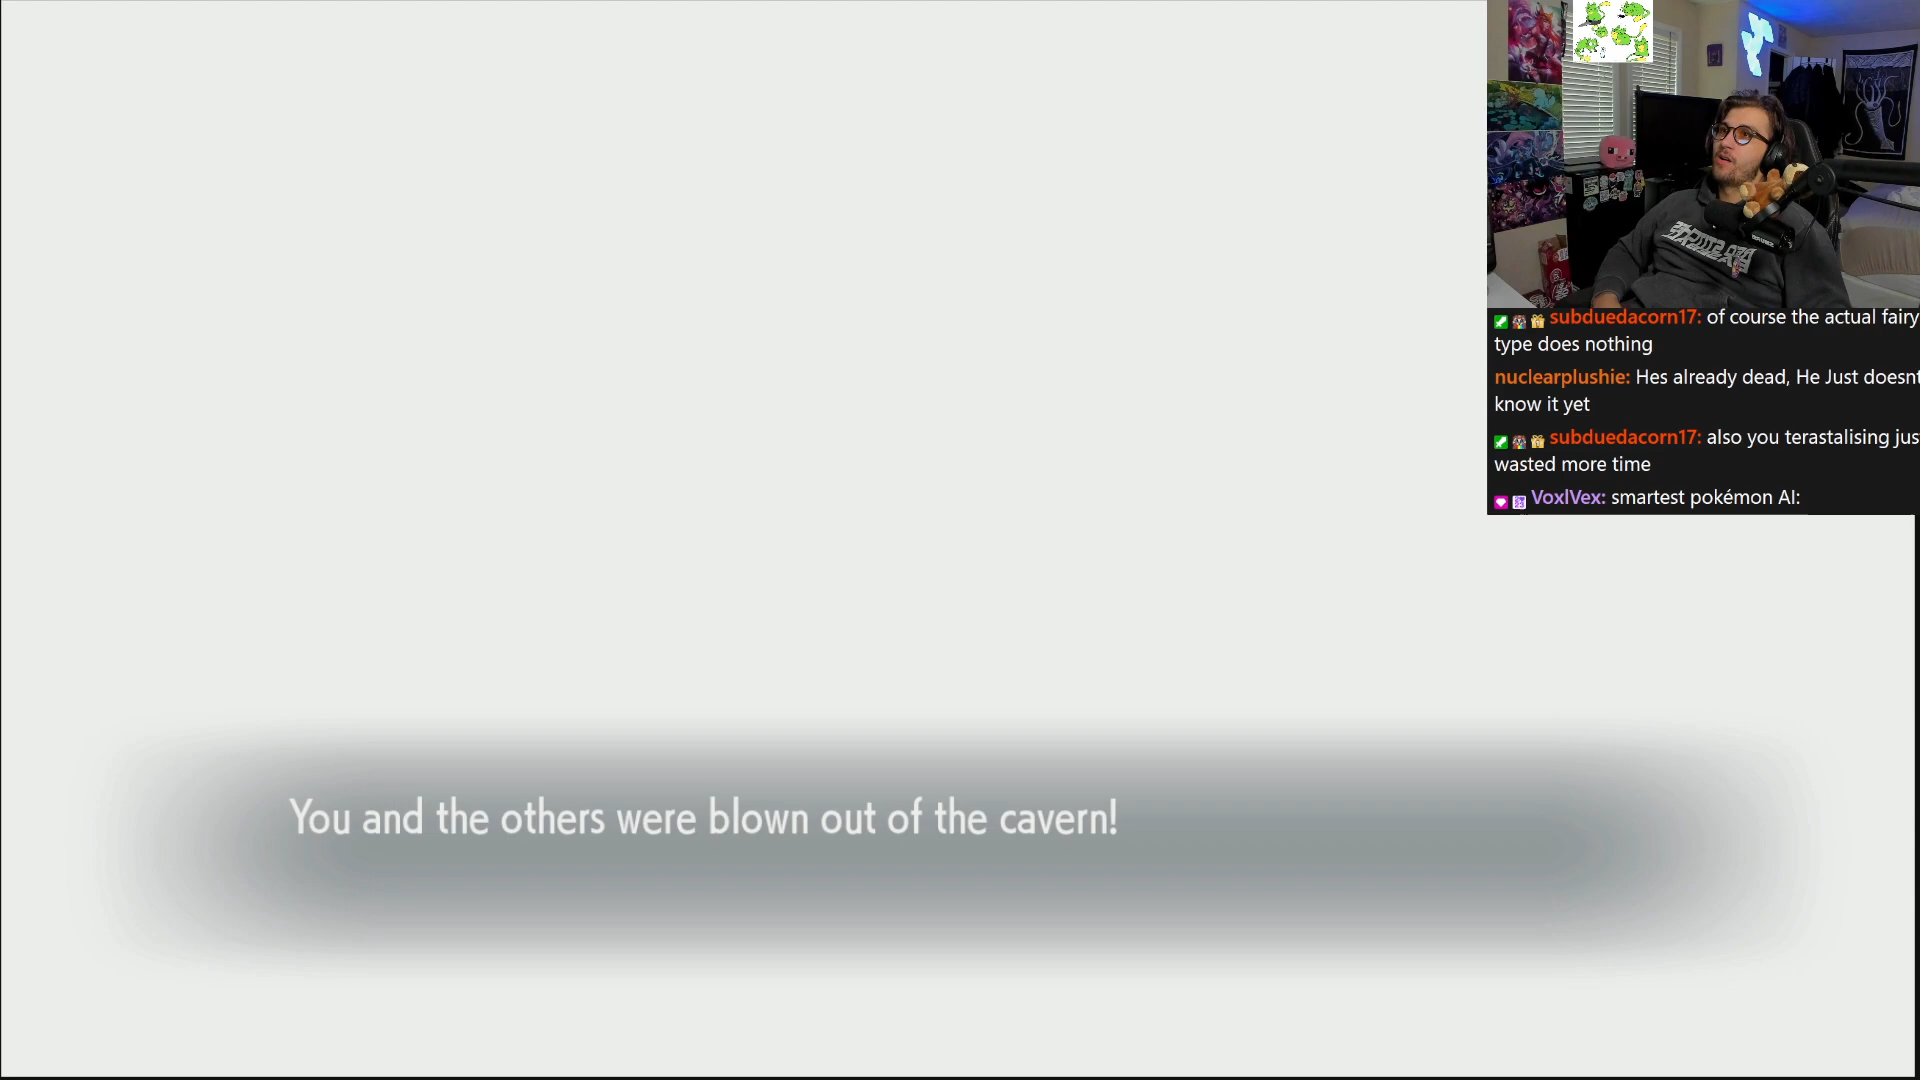 subduedacorn17: of course the actual fairy
type does nothing
nuclearplushie: Hes already dead, He Just doesnt
know it yet
subduedacorn17: also you terastalising jus
wasted more time
VoxlVex: smartest pokémon AI:
You and the others were blown out of the cavern!